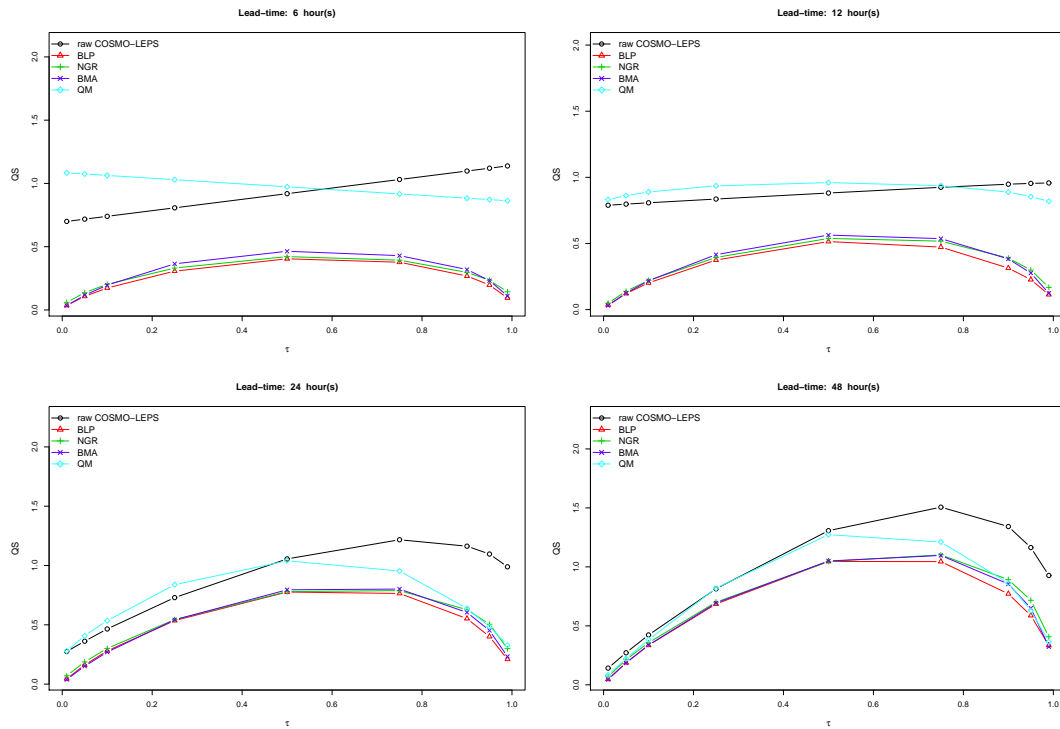 Lead−time: 6 hour(s)
raw COSMO−LEPS
BLP
NGR
BMA
QM
QS
0.0
0.5
1.0
1.5
2.0
0.0 0.2 0.4 0.6 0.8 1.0
τ
Lead−time: 12 hour(s)
raw COSMO−LEPS
BLP
NGR
BMA
QM
QS
0.0
0.5
1.0
1.5
2.0
0.0 0.2 0.4 0.6 0.8 1.0
τ
Lead−time: 24 hour(s)
raw COSMO−LEPS
BLP
NGR
BMA
QM
QS
0.0
0.5
1.0
1.5
2.0
0.0 0.2 0.4 0.6 0.8 1.0
τ
Lead−time: 48 hour(s)
raw COSMO−LEPS
BLP
NGR
BMA
QM
QS
0.0
0.5
1.0
1.5
2.0
0.0 0.2 0.4 0.6 0.8 1.0
τ